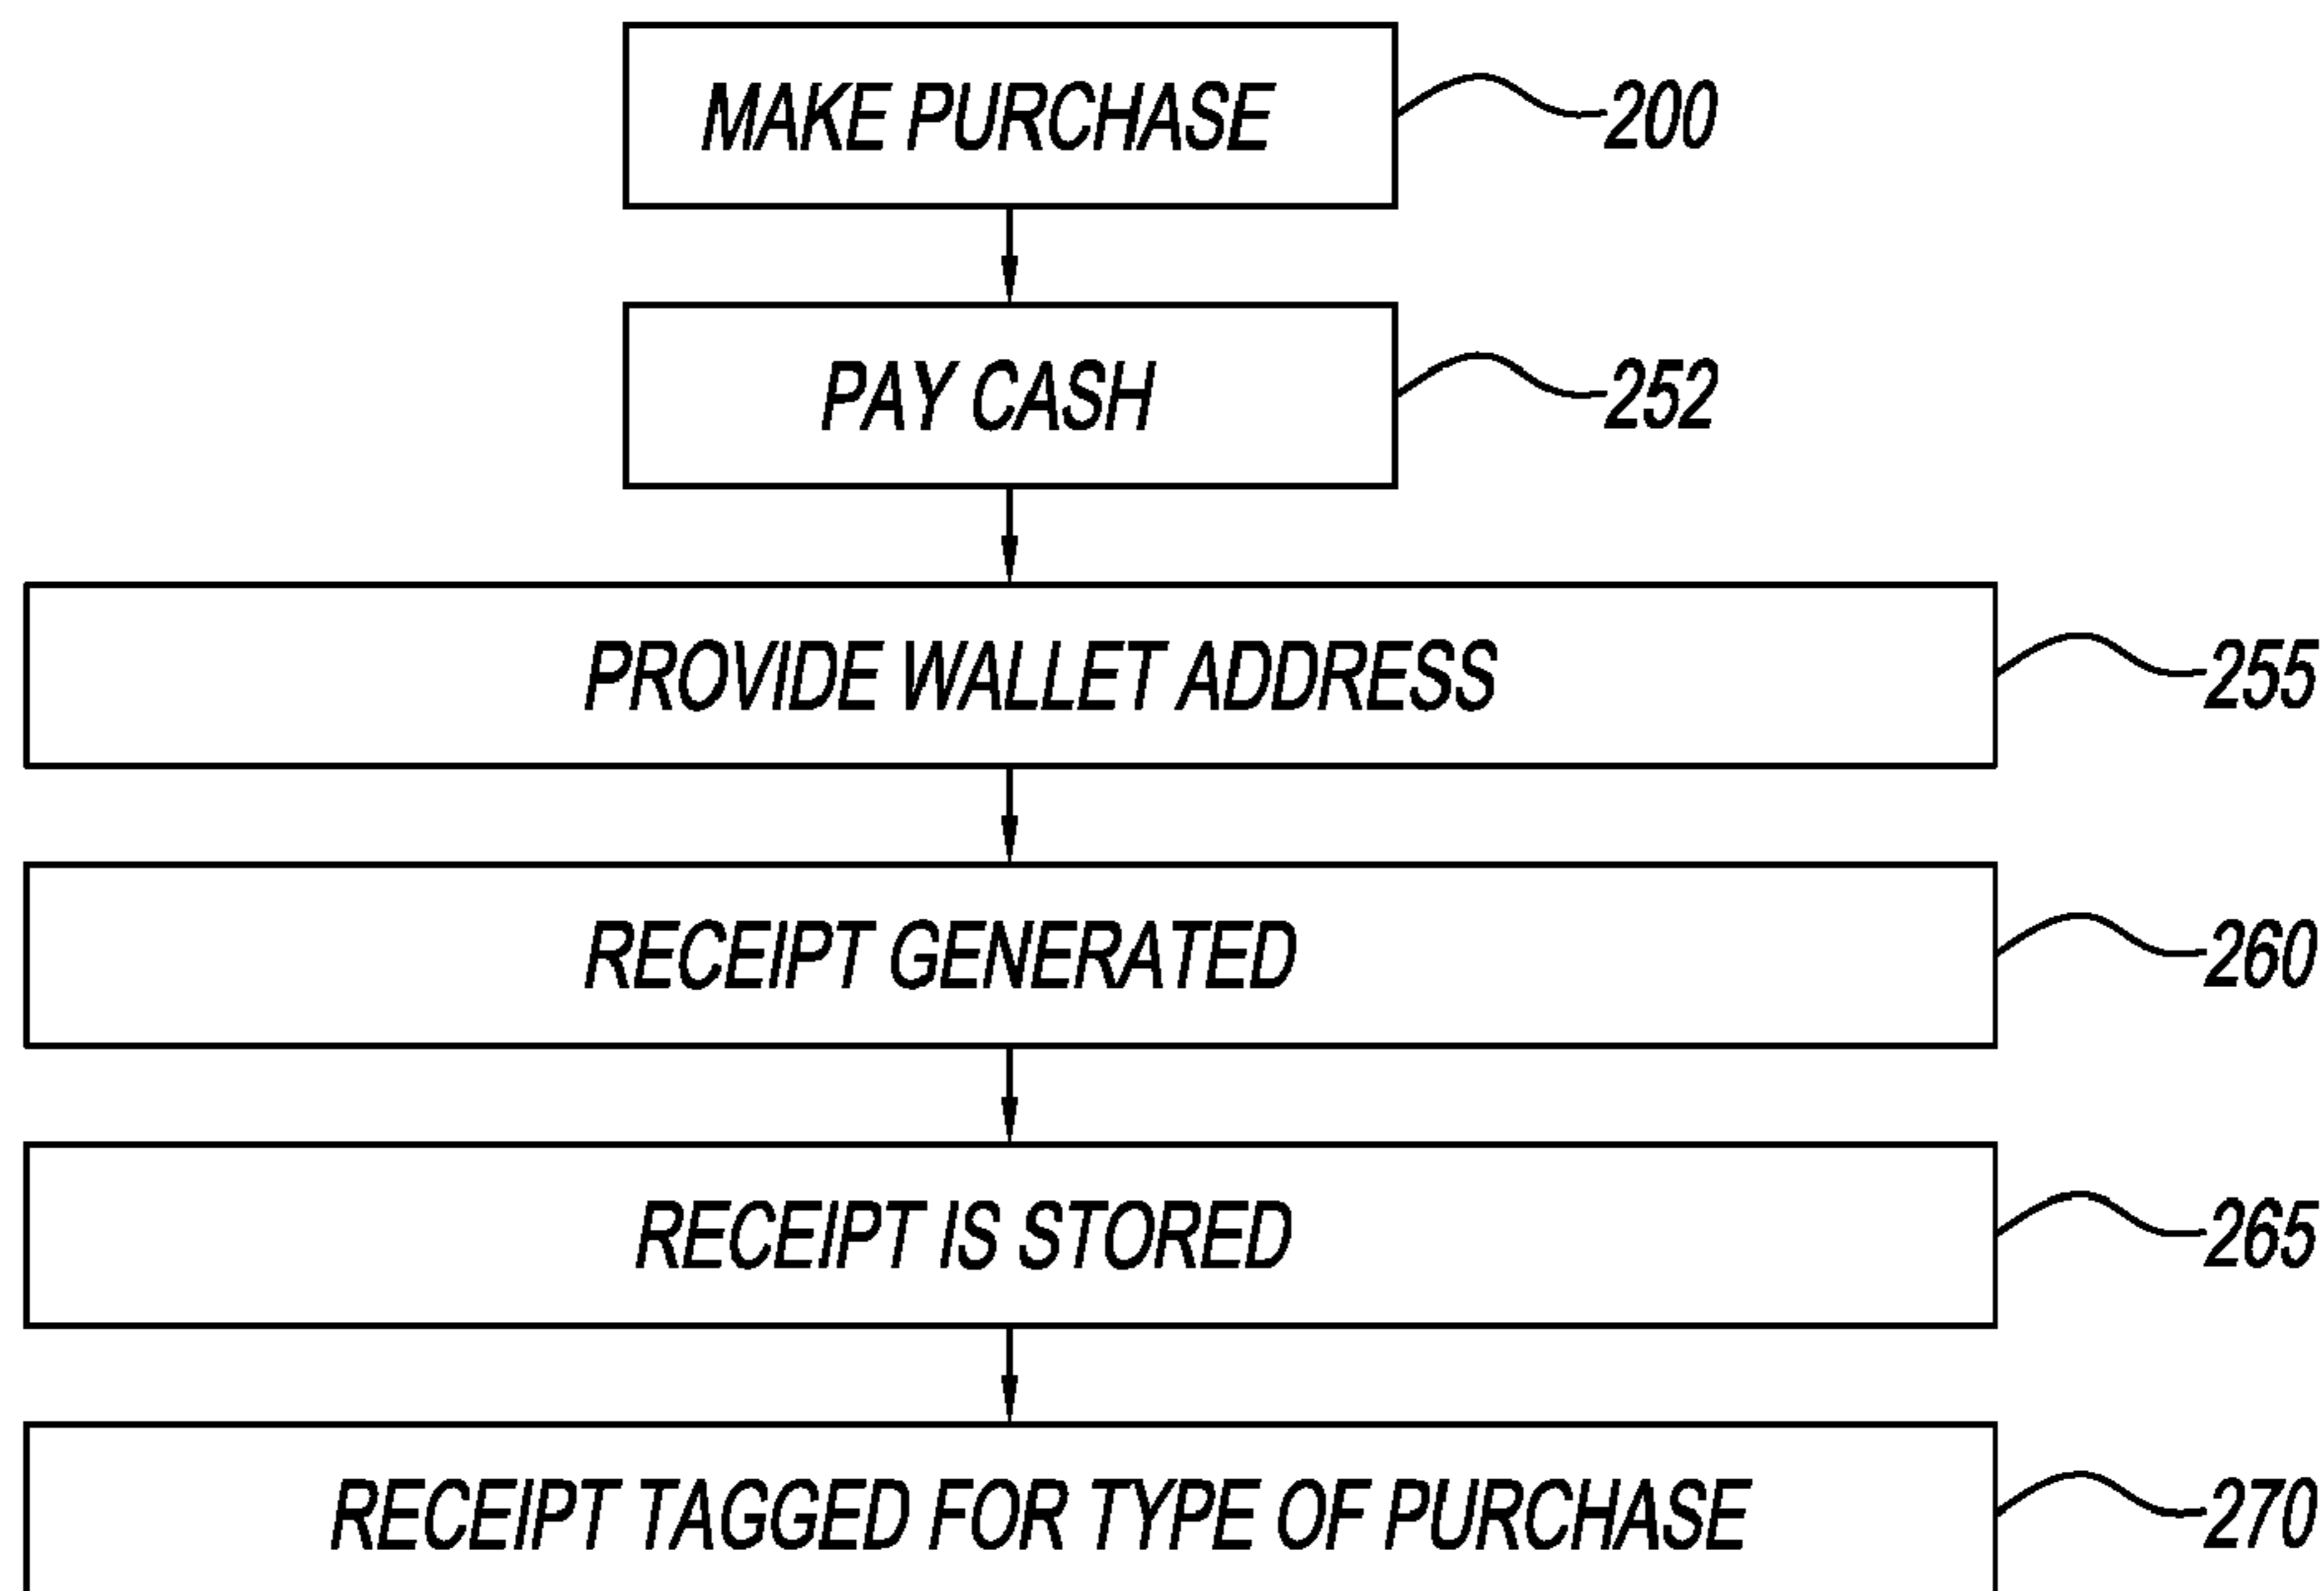 MAKE PURCHASE 200
PAY CASH 252
PROVIDE WALLET ADDRESS 255
RECEIPT GENERATED 260
RECEIPT IS STORED 265
RECEIPT TAGGED FOR TYPE OF PURCHASE 270